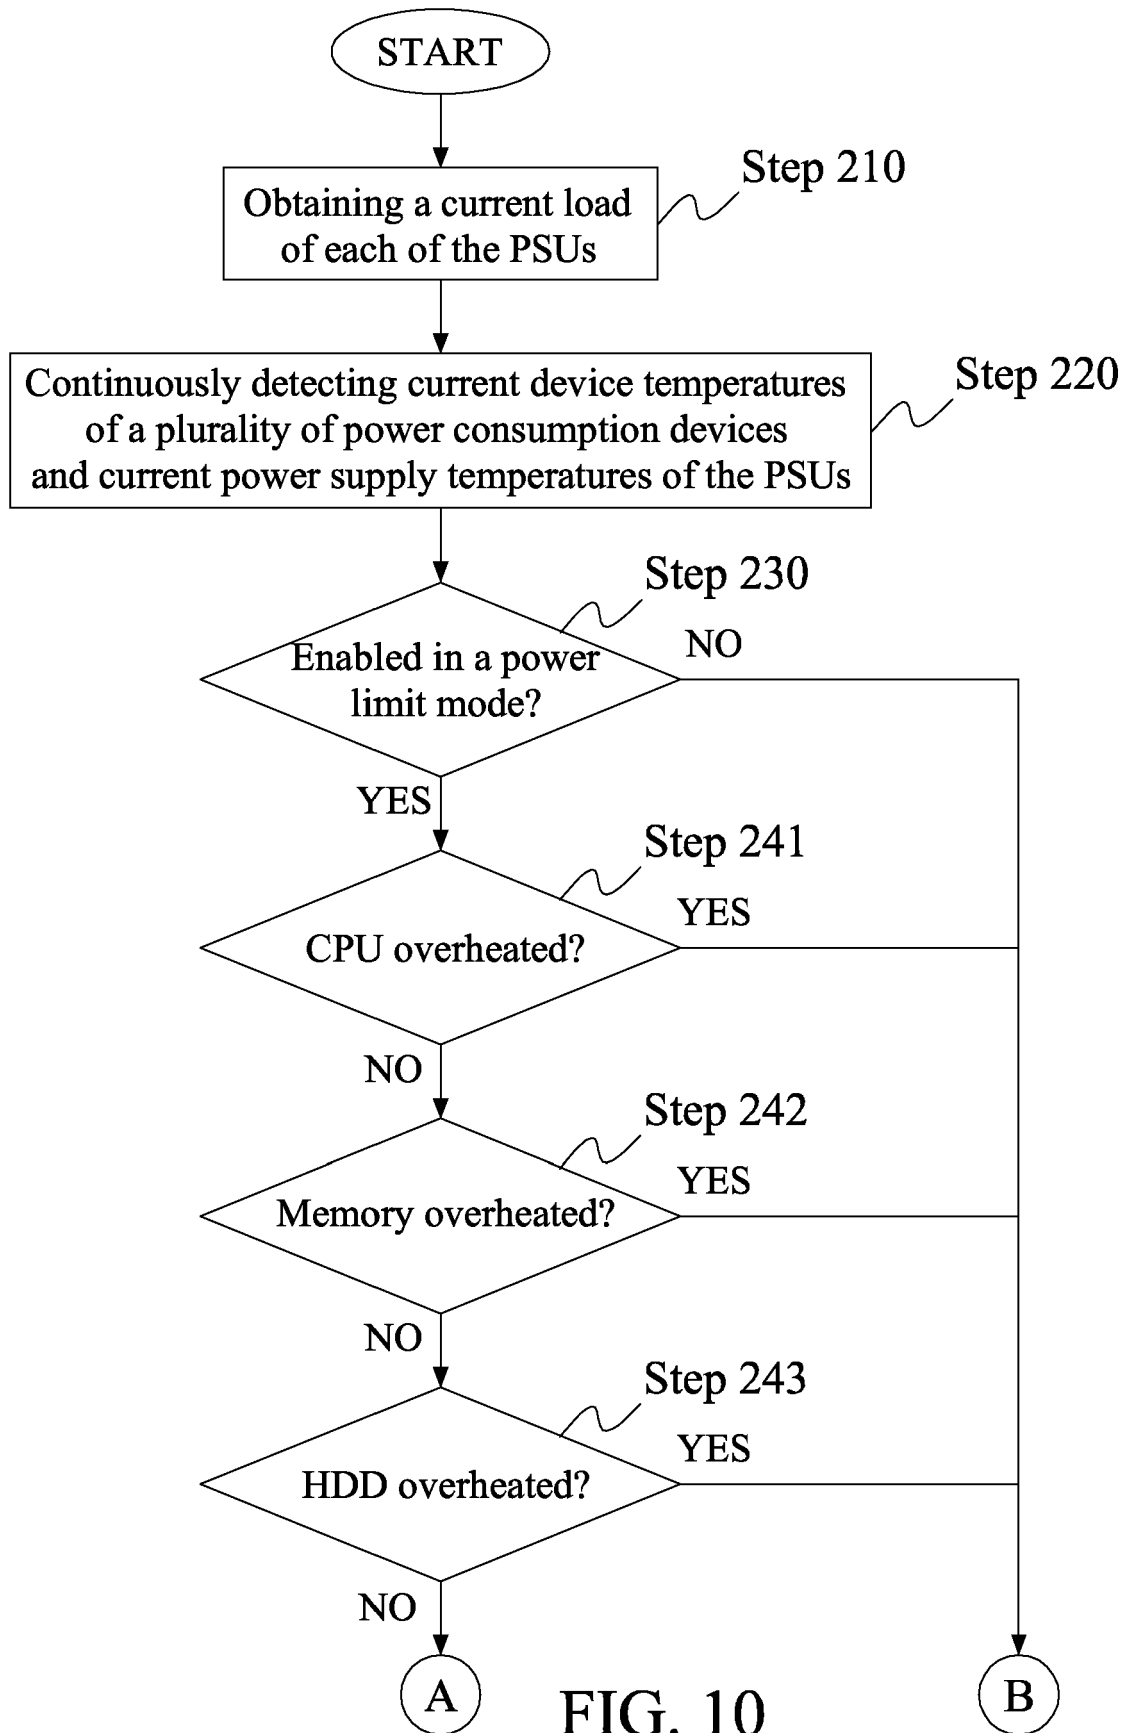 START
Step 210
Obtaining a current load
of each of the PSUs
Step 220
Continuously detecting current device temperatures
of a plurality of power consumption devices
and current power supply temperatures of the PSUs
Step 230
NO
Enabled in a power
limit mode?
YES
Step 241
YES
CPU overheated?
NO
Step 242
YES
Memory overheated?
NO
Step 243
YES
HDD overheated?
NO
A
FIG. 10
B